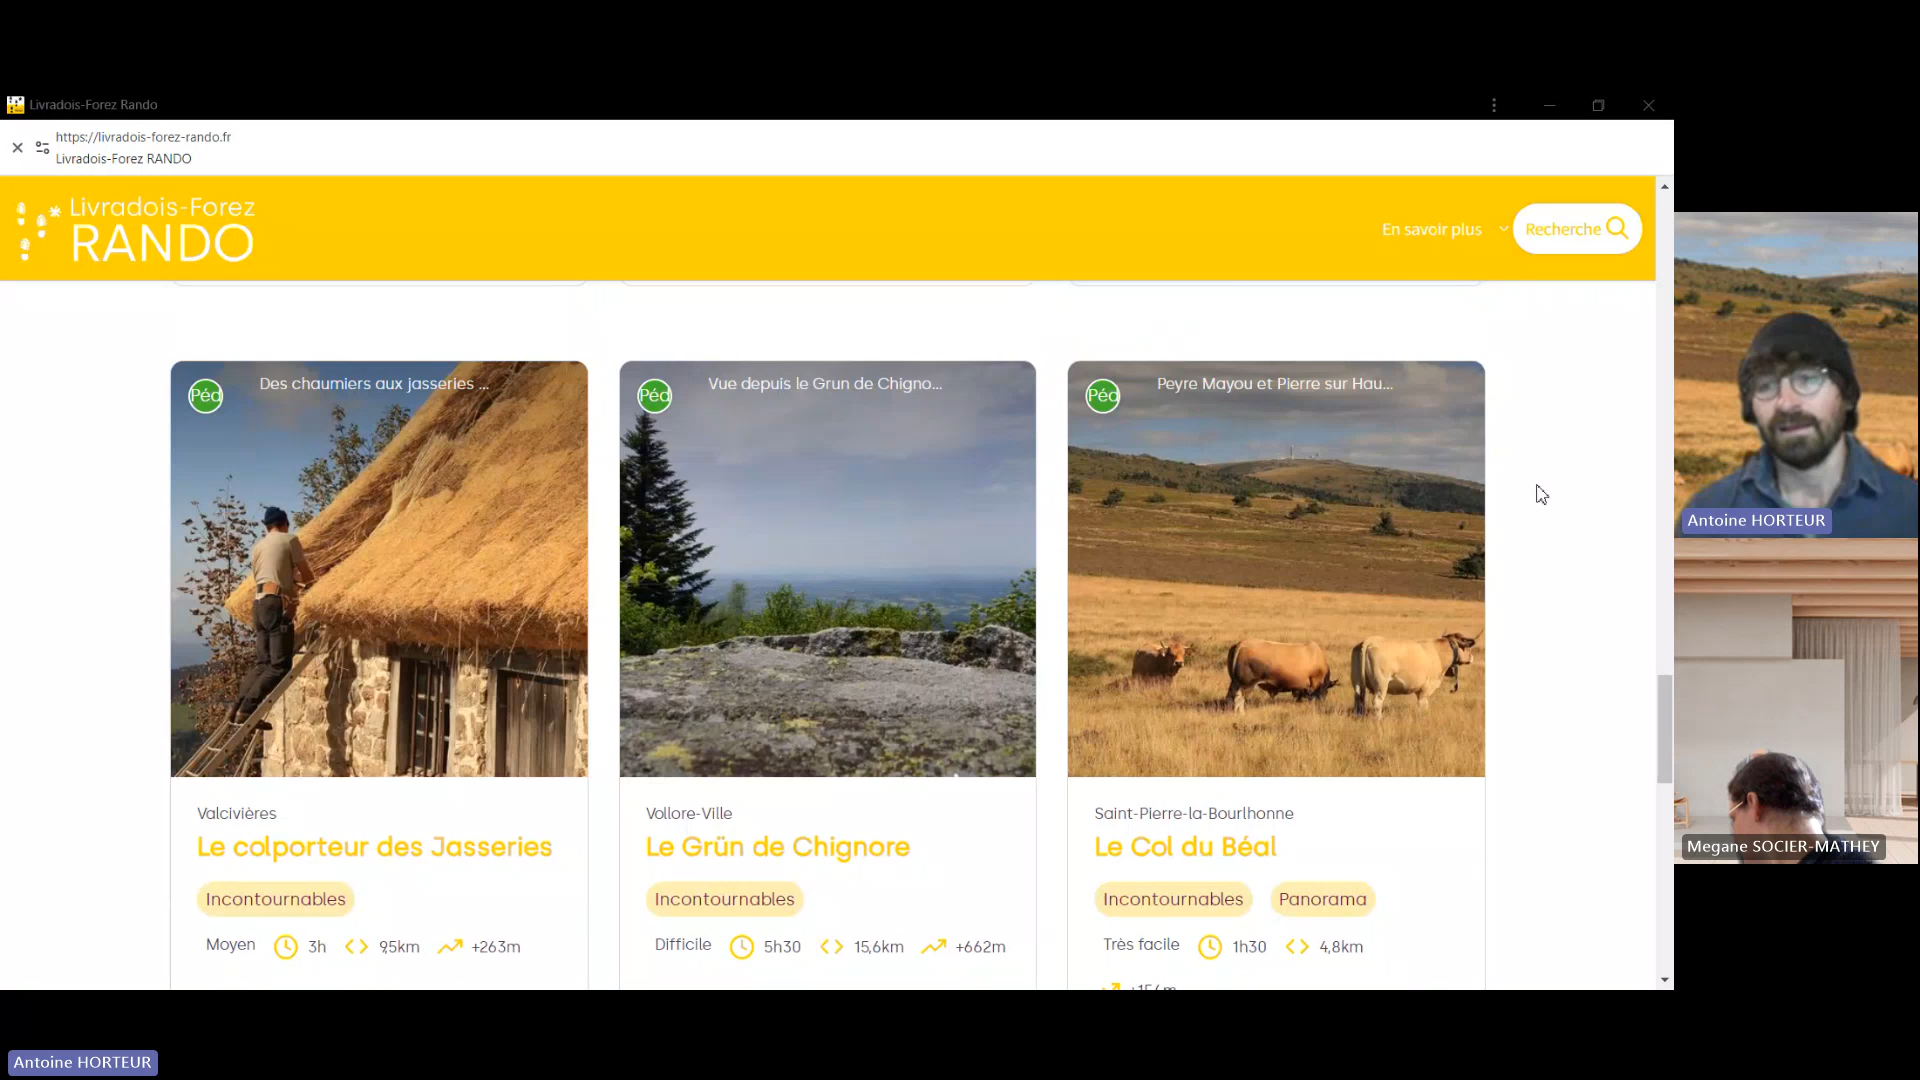 Livradois-Forez Rando
https://livradois-forez-rando.fr
Livradois-Forez RANDO
Livradois-Forez
RANDO
En savoir plus
Recherche
Péd
Des chaumiers aux jasseries ...
Péd
Vue depuis le Grun de Chigno...
Péd
Peyre Mayou et Pierre sur Hau...
Valcivières
Le colporteur des Jasseries
Incontournables
Moyen 3h 9,5km +263m
Vollore-Ville
Le Grün de Chignore
Incontournables
Difficile 5h30 15,6km +662m
Saint-Pierre-la-Bourlhonne
Le Col du Béal
Incontournables Panorama
Très facile 1h30 4,8km
Antoine HORTEUR
Megane SOCIER-MATHEY
Antoine HORTEUR